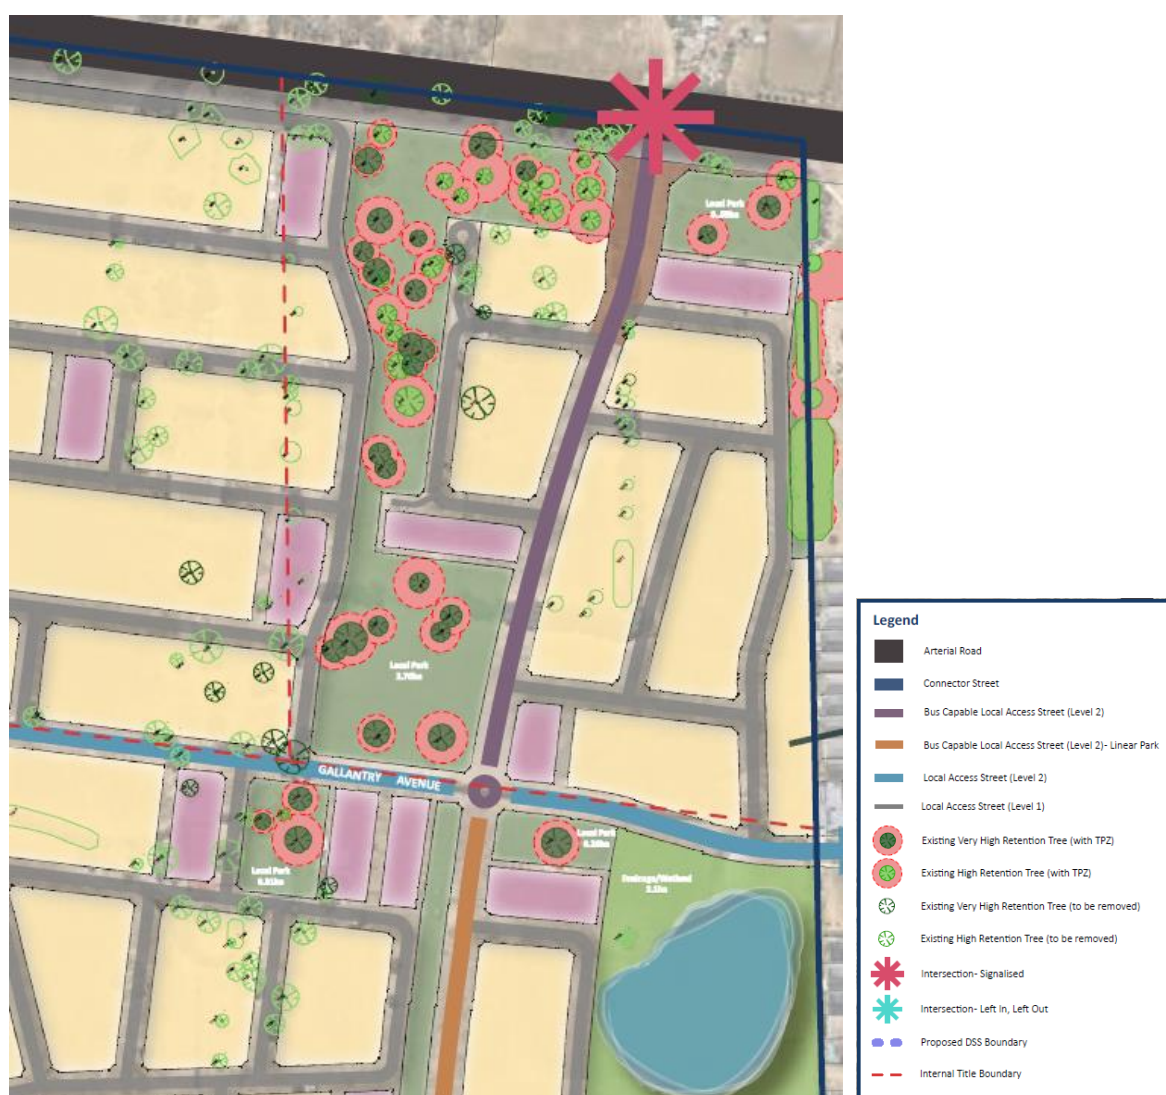 Local Park
Local Park
GALLANTRY AVENUE
Local Park
Local Park
Drainage/Wetland
Legend
Arterial Road
Connector Street
Bus Capable Local Access Street (Level 2)
Bus Capable Local Access Street (Level 2)- Linear Park
Local Access Street (Level 2)
Local Access Street (Level 1)
Existing Very High Retention Tree (with TPZ)
Existing High Retention Tree (with TPZ)
Existing Very High Retention Tree (to be removed)
Existing High Retention Tree (to be removed)
Intersection- Signalised
Intersection- Left In, Left Out
Proposed DSS Boundary
Internal Title Boundary